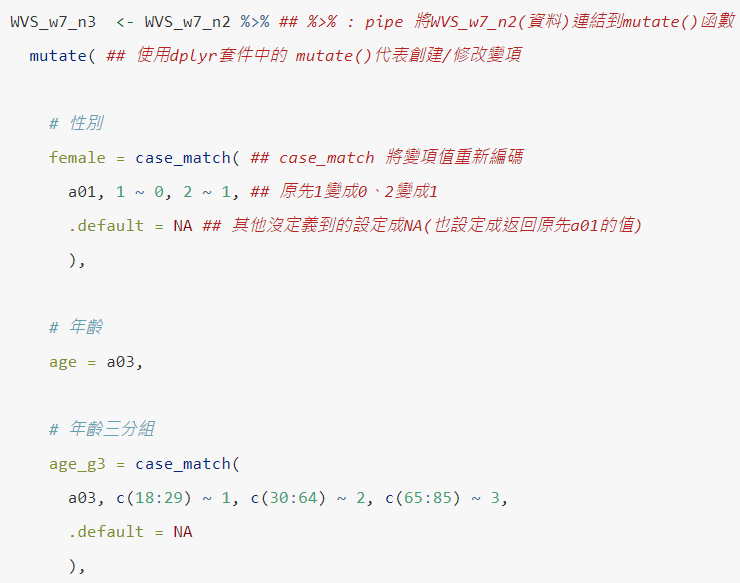 WVS_w7_n3  <- WVS_w7_n2 %>% ## %>% : pipe 將WVS_w7_n2(資料)連結到mutate()函數
  mutate( ## 使用dplyr套件中的 mutate()代表創建/修改變項
    # 性別
    female = case_match( ## case_match 將變項值重新編碼
      a01, 1 ~ 0, 2 ~ 1, ## 原先1變成0、2變成1
      .default = NA ## 其他沒定義到的設定成NA(也設定成返回原先a01的值)
      ),
    # 年齡
    age = a03,
    # 年齡三分組
    age_g3 = case_match(
      a03, c(18:29) ~ 1, c(30:64) ~ 2, c(65:85) ~ 3,
      .default = NA
      ),